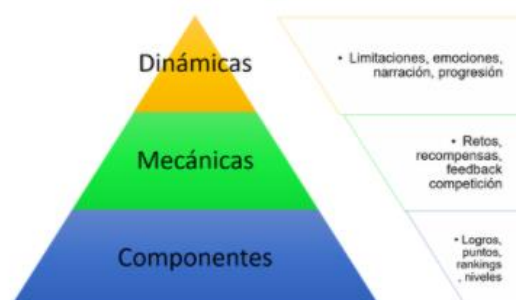 Dinámicas
• Limitaciones, emociones,
narración, progresión
Mecánicas
• Retos,
recompensas,
feedback
competición
Componentes
• Logros,
puntos,
rankings
, niveles